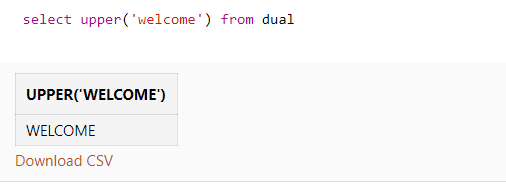 select upper('welcome') from dual
UPPER('WELCOME')
WELCOME
Download CSV